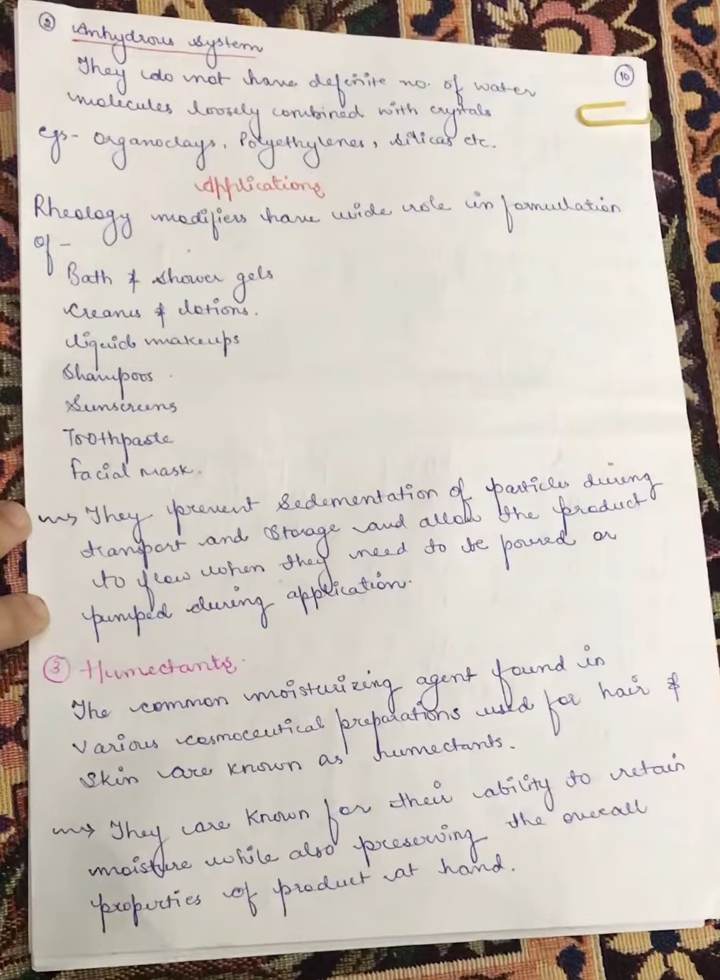 ② Anhydrous System
⑩
They do not have definite no. of water
molecules loosely combined with crystals
egs- Organoclays, Polyethylenes, silicas etc.
Applications
Rheology modifiers have wide role in formulation
of -
Bath & shower gels
Creams & lotions.
liquid makeups
Shampoos.
Sunscreens
Toothpaste
facial mask.
They prevent sedementation of particles during
transport and storage and allow the product
to flow when they need to be poured or
pumped during application.
③ Humectants.
The common moisturizing agent found in
various cosmoceutical preparations used for hair &
skin are known as humectants.
They are known for their ability to retain
moisture while also preserving the overall
properties of product at hand.